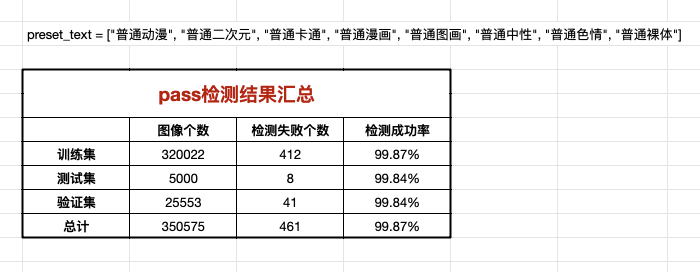 preset_text = ["普通动漫", "普通二次元", "普通卡通", "普通漫画", "普通图画", "普通中性", "普通色情", "普通裸体"]
pass检测结果汇总
图像个数 检测失败个数 检测成功率
训练集 320022 412 99.87%
测试集 5000 8 99.84%
验证集 25553 41 99.84%
总计 350575 461 99.87%